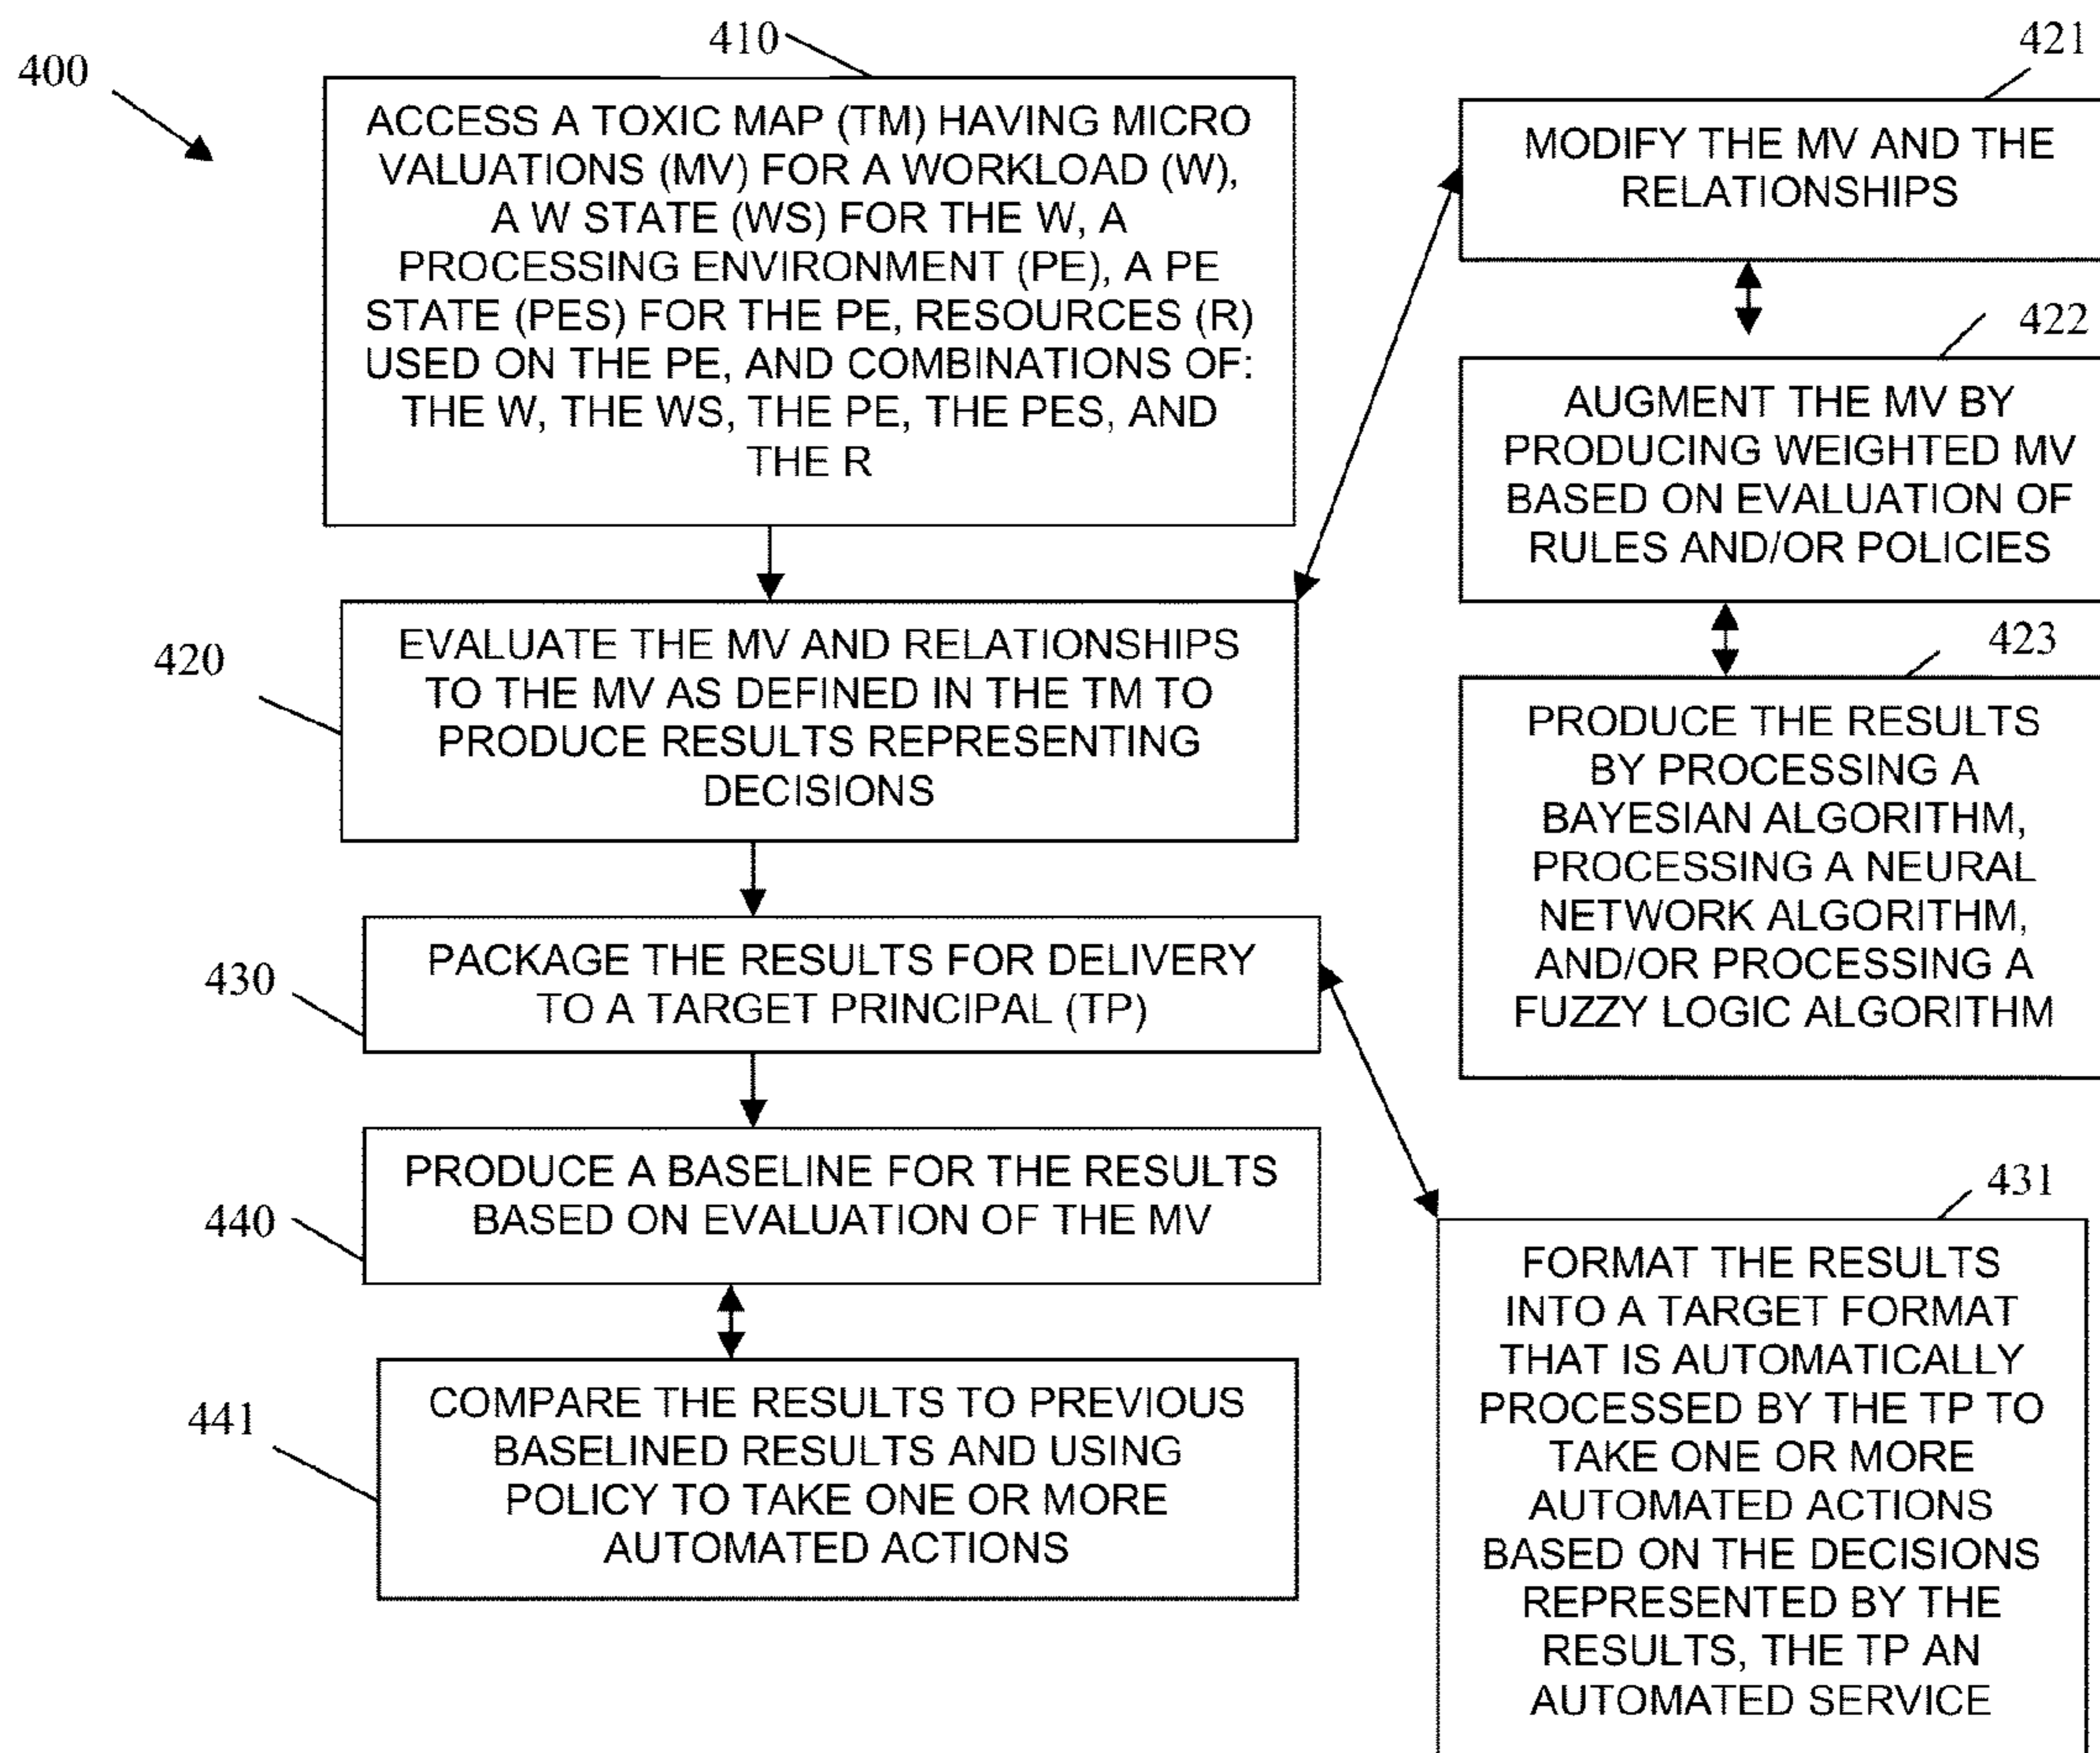 400
410
ACCESS A TOXIC MAP (TM) HAVING MICRO
VALUATIONS (MV) FOR A WORKLOAD (W),
A W STATE (WS) FOR THE W, A
PROCESSING ENVIRONMENT (PE), A PE
STATE (PES) FOR THE PE, RESOURCES (R)
USED ON THE PE, AND COMBINATIONS OF:
THE W, THE WS, THE PE, THE PES, AND
THE R
420
EVALUATE THE MV AND RELATIONSHIPS
TO THE MV AS DEFINED IN THE TM TO
PRODUCE RESULTS REPRESENTING
DECISIONS
430
PACKAGE THE RESULTS FOR DELIVERY
TO A TARGET PRINCIPAL (TP)
440
PRODUCE A BASELINE FOR THE RESULTS
BASED ON EVALUATION OF THE MV
441
COMPARE THE RESULTS TO PREVIOUS
BASELINED RESULTS AND USING
POLICY TO TAKE ONE OR MORE
AUTOMATED ACTIONS
421
MODIFY THE MV AND THE
RELATIONSHIPS
422
AUGMENT THE MV BY
PRODUCING WEIGHTED MV
BASED ON EVALUATION OF
RULES AND/OR POLICIES
423
PRODUCE THE RESULTS
BY PROCESSING A
BAYESIAN ALGORITHM,
PROCESSING A NEURAL
NETWORK ALGORITHM,
AND/OR PROCESSING A
FUZZY LOGIC ALGORITHM
431
FORMAT THE RESULTS
INTO A TARGET FORMAT
THAT IS AUTOMATICALLY
PROCESSED BY THE TP TO
TAKE ONE OR MORE
AUTOMATED ACTIONS
BASED ON THE DECISIONS
REPRESENTED BY THE
RESULTS, THE TP AN
AUTOMATED SERVICE